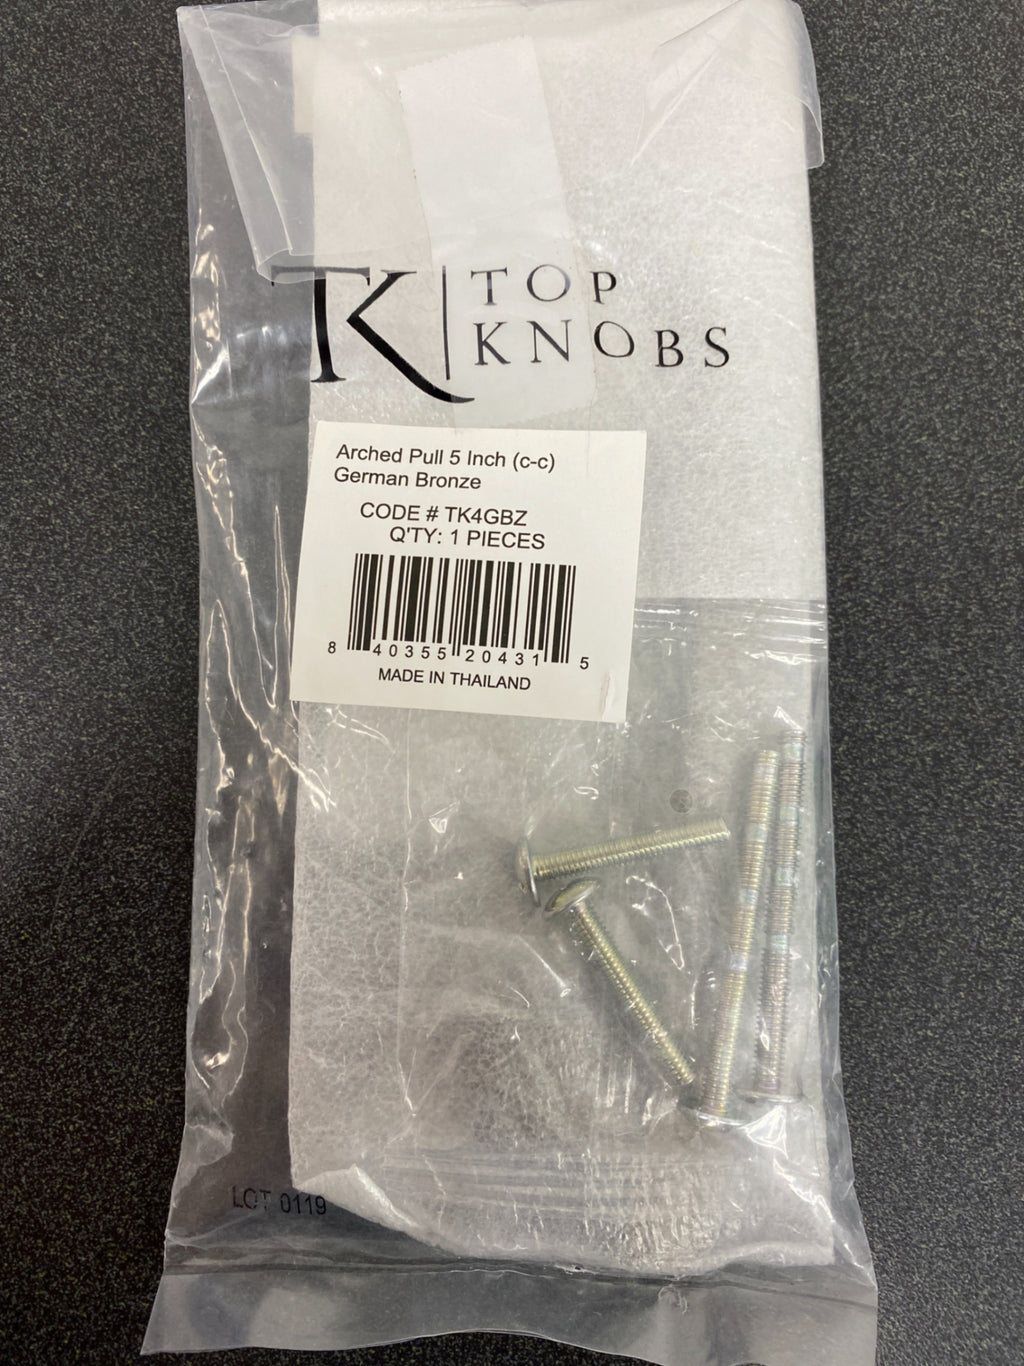 TK TOP
KNOBS
Arched Pull 5 Inch (c-c)
German Bronze
CODE # TK4GBZ
Q'TY: 1 PIECES
8 40355 20431 5
MADE IN THAILAND
LOT 0119